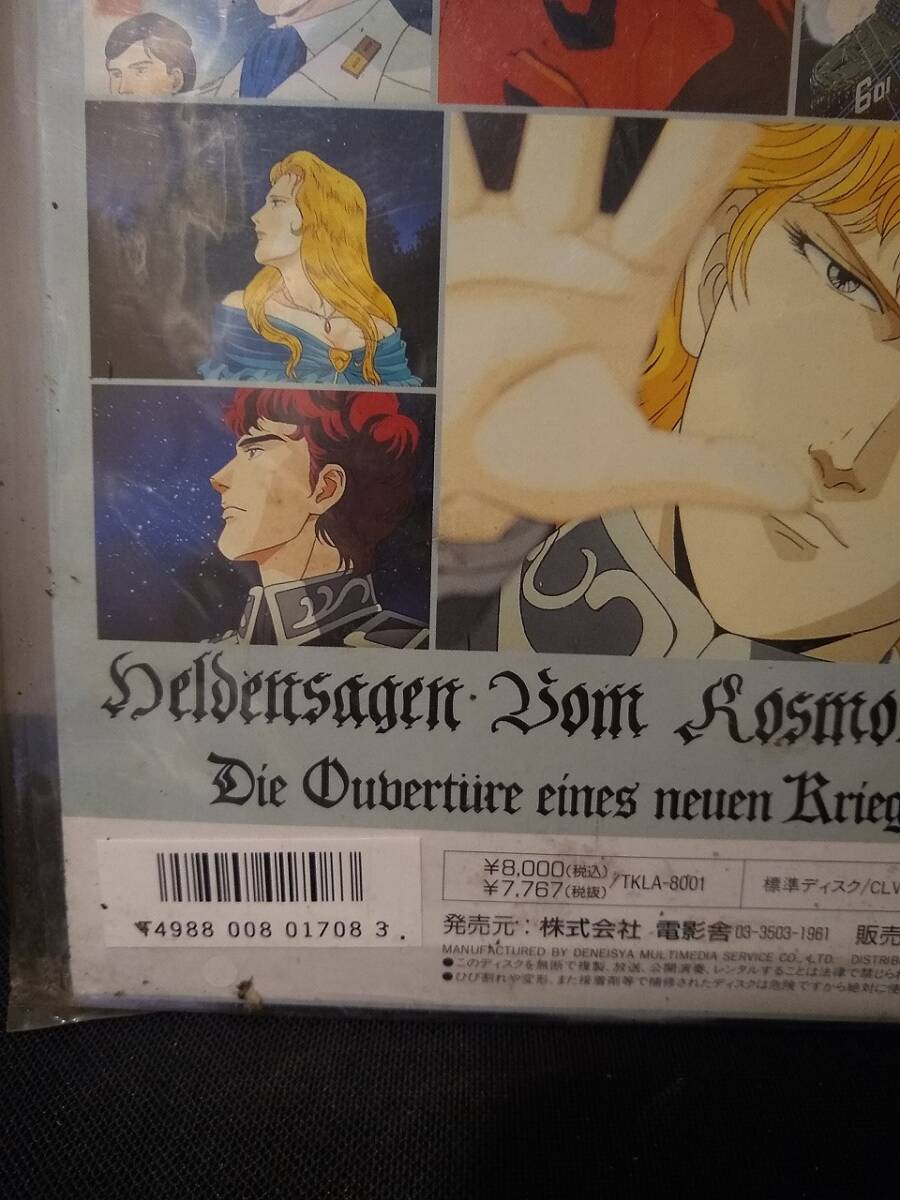 601
Heldensagen Vom Kosmo
Die Ouvertüre eines neuen Krieg
¥8,000(税込)
¥7,767(税抜)
/TKLA-8001
標準ディスク/CLV
4988 008 01708 3
発売元：株式会社 電影舎 03-3503-1961 販売
MANUFACTURED BY DENEISYA MULTIMEDIA SERVICE CO., LTD. DISTRIB
●このディスクを無断で複製、放送、公開演奏、レンタルすることは法律で禁じられ
●ひび割れや変形、また接着剤等で補修されたディスクは危険ですから絶対に使